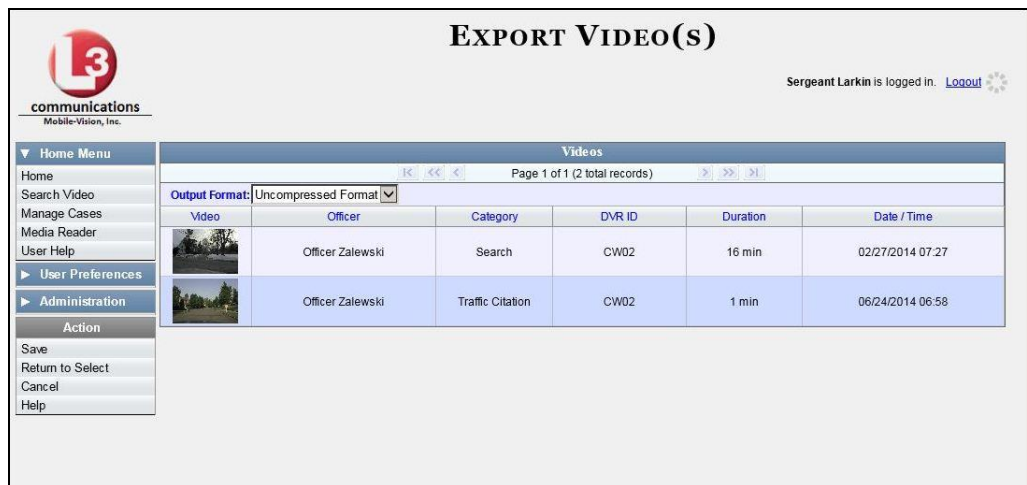 EXPORT VIDEO(S)
L3
communications
Mobile-Vision, Inc.
Sergeant Larkin is logged in. Logout
▼ Home Menu
Home
Search Video
Manage Cases
Media Reader
User Help
▶ User Preferences
▶ Administration
Action
Save
Return to Select
Cancel
Help
Videos
|< << < Page 1 of 1 (2 total records) > >> >|
Output Format: Uncompressed Format
Video Officer Category DVR ID Duration Date / Time
Officer Zalewski Search CW02 16 min 02/27/2014 07:27
Officer Zalewski Traffic Citation CW02 1 min 06/24/2014 06:58